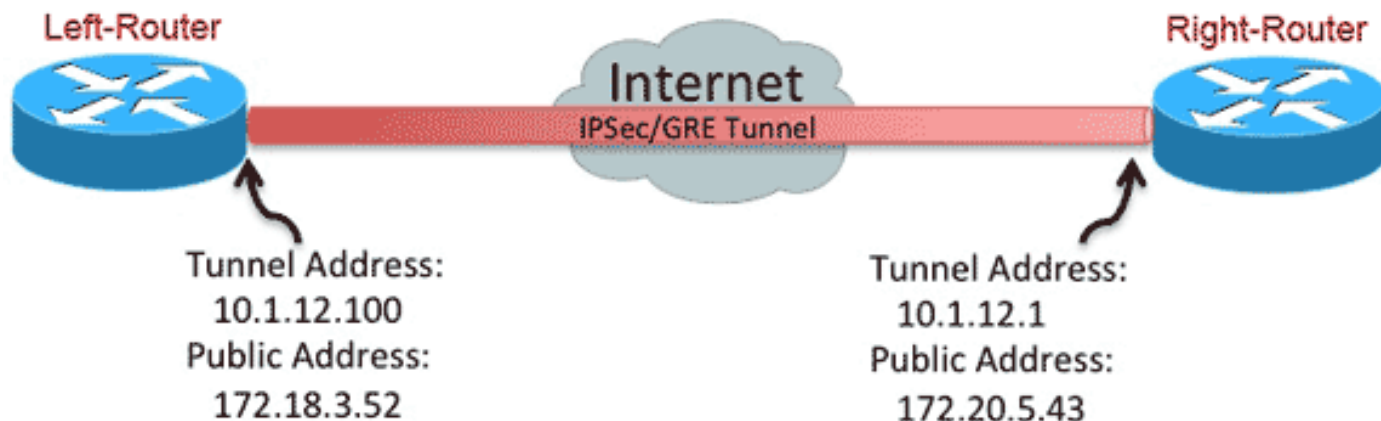 Left-Router
Right-Router
Internet
IPSec/GRE Tunnel
Tunnel Address:
10.1.12.100
Public Address:
172.18.3.52
Tunnel Address:
10.1.12.1
Public Address:
172.20.5.43